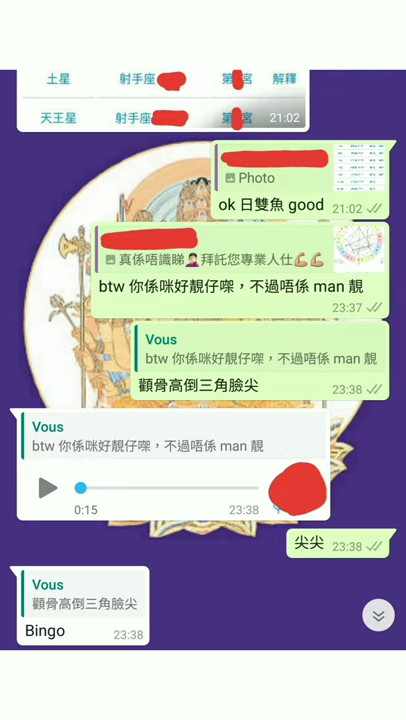 土星 射手座 第 宮 解釋
天王星 射手座 第 宮 21:02
Photo
ok 日雙魚 good 21:02
真係唔識睇🤦🏻‍♀️拜託您專業人仕💪🏼💪🏼
btw 你係咪好靚仔㗎，不過唔係 man 靚
23:37
Vous
btw 你係咪好靚仔㗎，不過唔係 man 靚
顴骨高倒三角臉尖 23:38
Vous
btw 你係咪好靚仔㗎，不過唔係 man 靚
0:15 23:38
尖尖 23:38
Vous
顴骨高倒三角臉尖
Bingo 23:38